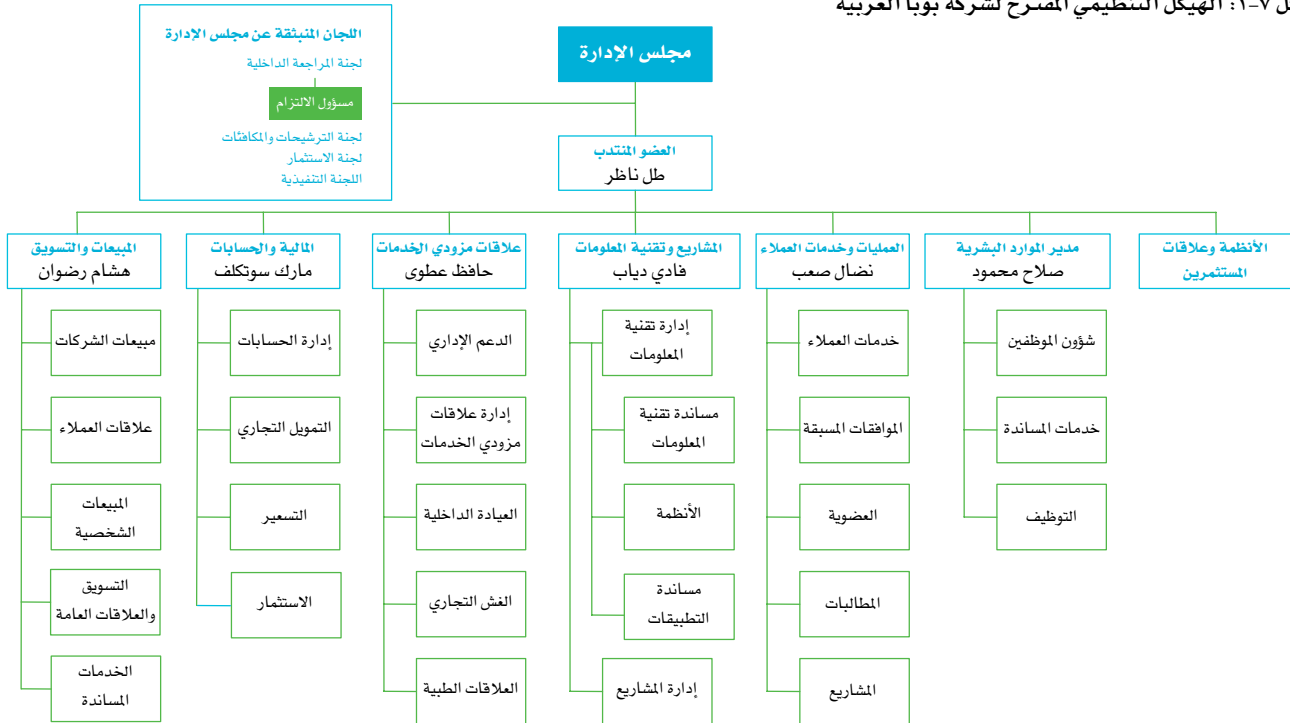 ل ٧-١: الهيكل التنظيمي المقترح لشركة بوبا العربية
مجلس الإدارة
اللجان المنبثقة عن مجلس الإدارة
لجنة المراجعة الداخلية
مسؤول الالتزام
لجنة الترشيحات والمكافئات
لجنة الاستثمار
اللجنة التنفيذية
العضو المنتدب
طل ناظر
الأنظمة وعلاقات
المستثمرين
مدير الموارد البشرية
صلاح محمود
شؤون الموظفين
خدمات المساندة
التوظيف
العمليات وخدمات العملاء
نضال صعب
خدمات العملاء
الموافقات المسبقة
العضوية
المطالبات
المشاريع
المشاريع وتقنية المعلومات
فادي دياب
إدارة تقنية
المعلومات
مساندة تقنية
المعلومات
الأنظمة
مساندة
التطبيقات
إدارة المشاريع
علاقات مزودي الخدمات
حافظ عطوى
الدعم الإداري
إدارة علاقات
مزودي الخدمات
العيادة الداخلية
الغش التجاري
العلاقات الطبية
المالية والحسابات
مارك سوتكلف
إدارة الحسابات
التمويل التجاري
التسعير
الاستثمار
المبيعات والتسويق
هشام رضوان
مبيعات الشركات
علاقات العملاء
المبيعات
الشخصية
التسويق
والعلاقات العامة
الخدمات
المساندة